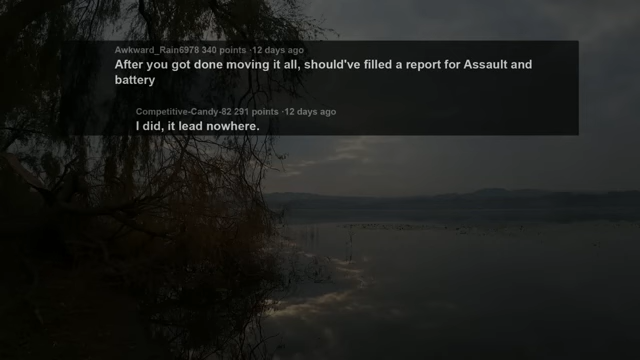 Awkward_Rain6978 340 points ·12 days ago
After you got done moving it all, should've filled a report for Assault and
battery
Competitive-Candy-82 291 points ·12 days ago
I did, it lead nowhere.